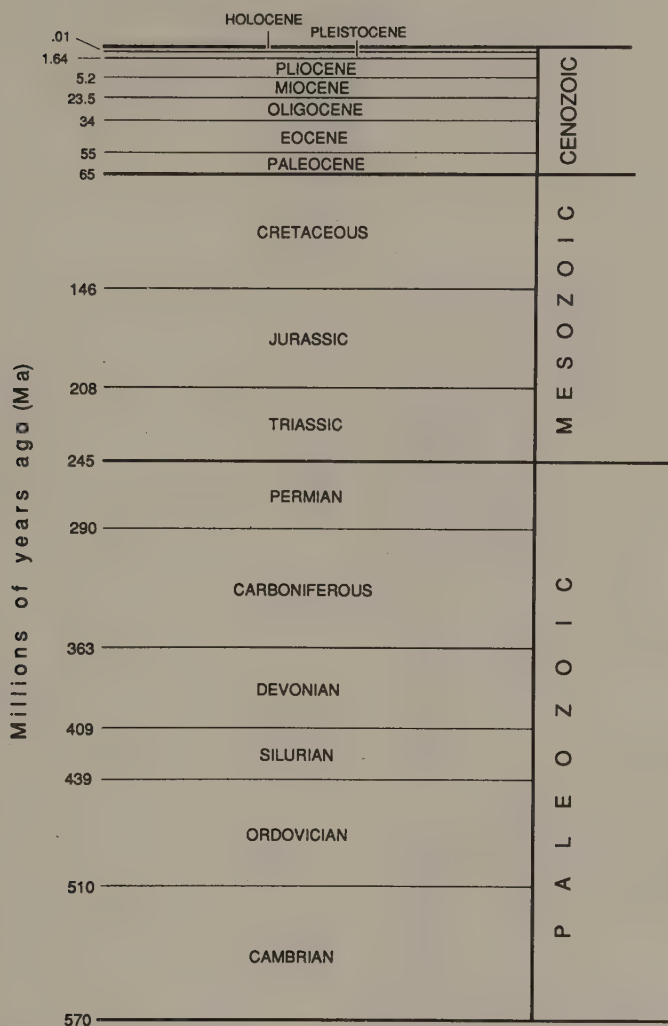 HOLOCENE
PLEISTOCENE
.01
1.64
PLIOCENE
5.2
MIOCENE
23.5
OLIGOCENE
34
EOCENE
55
PALEOCENE
65
CENOZOIC
CRETACEOUS
146
JURASSIC
208
TRIASSIC
245
MESOZOIC
PERMIAN
290
CARBONIFEROUS
363
DEVONIAN
409
SILURIAN
439
ORDOVICIAN
510
CAMBRIAN
570
PALEOZOIC
Millions of years ago (Ma)